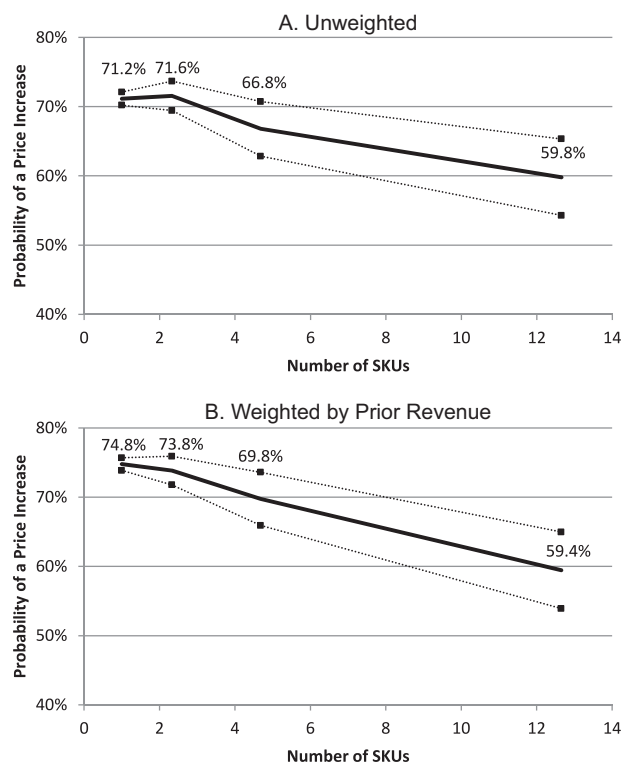 A. Unweighted
80%
71.2% 71.6%
66.8%
70%
59.8%
60%
50%
40%
0 2 4 6 8 10 12 14
Probability of a Price Increase
Number of SKUs
B. Weighted by Prior Revenue
80%
74.8% 73.8%
69.8%
70%
59.4%
60%
50%
40%
0 2 4 6 8 10 12 14
Probability of a Price Increase
Number of SKUs